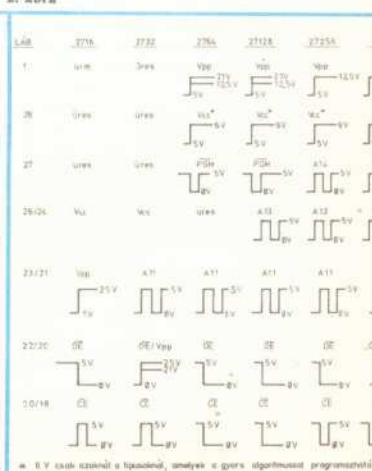 LÁB 2716 2732 2764 27128 27256
1 üres üres Vpp Vpp Vpp
21V 21V 12,5V
12,5V 12,5V
5V 5V 5V
28 üres üres Vcc* Vcc* Vcc*
6V 6V 6V
5V 5V 5V
27 üres üres PGM PGM A14
5V 5V 5V
0V 0V 0V
26/24 Vcc Vcc üres A13 A13
5V 5V
0V 0V
23/21 Vpp A11 A11 A11 A11
25V 5V 5V 5V 5V
5V 0V 0V 0V 0V
22/20 OE OE/Vpp OE OE OE
5V 25V 5V 5V 5V
21V
0V 0V 0V 0V 0V
20/18 CE CE CE CE CE
5V 5V 5V 5V 5V
0V 0V 0V 0V 0V
* 6 V csak azoknál a típusoknál, amelyek a gyors algoritmussal programozható